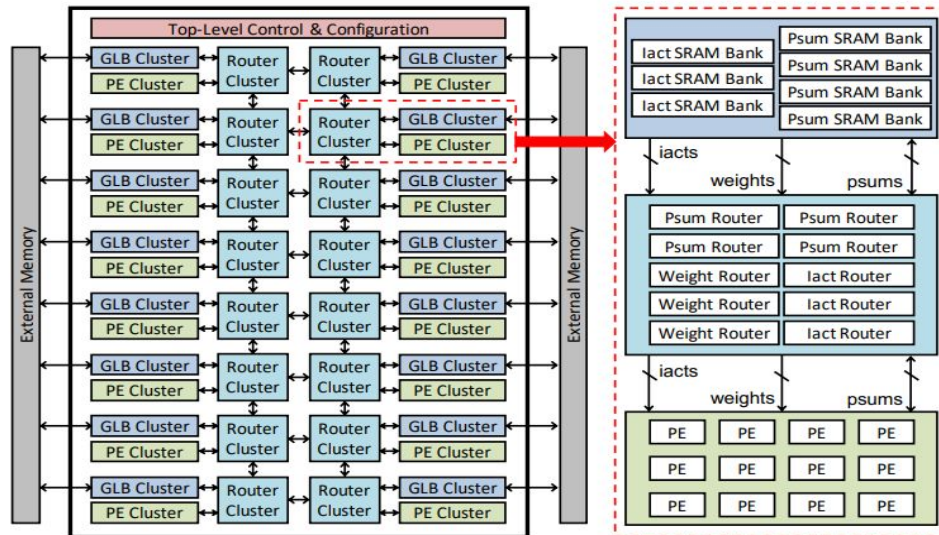 Top-Level Control & Configuration
External Memory
GLB Cluster
PE Cluster
Router
Cluster
Router
Cluster
GLB Cluster
PE Cluster
GLB Cluster
PE Cluster
Router
Cluster
Router
Cluster
GLB Cluster
PE Cluster
GLB Cluster
PE Cluster
Router
Cluster
Router
Cluster
GLB Cluster
PE Cluster
GLB Cluster
PE Cluster
Router
Cluster
Router
Cluster
GLB Cluster
PE Cluster
GLB Cluster
PE Cluster
Router
Cluster
Router
Cluster
GLB Cluster
PE Cluster
GLB Cluster
PE Cluster
Router
Cluster
Router
Cluster
GLB Cluster
PE Cluster
GLB Cluster
PE Cluster
Router
Cluster
Router
Cluster
GLB Cluster
PE Cluster
GLB Cluster
PE Cluster
Router
Cluster
Router
Cluster
GLB Cluster
PE Cluster
External Memory
Iact SRAM Bank
Iact SRAM Bank
Iact SRAM Bank
Psum SRAM Bank
Psum SRAM Bank
Psum SRAM Bank
Psum SRAM Bank
iacts
weights
psums
Psum Router Psum Router
Psum Router Psum Router
Weight Router Iact Router
Weight Router Iact Router
Weight Router Iact Router
iacts
weights
psums
PE PE PE PE
PE PE PE PE
PE PE PE PE